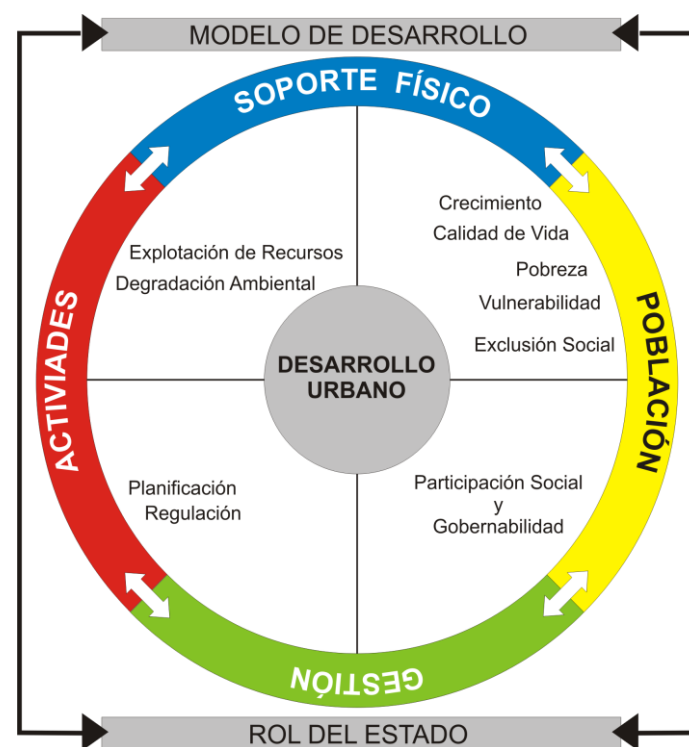 MODELO DE DESARROLLO
SOPORTE FÍSICO
Crecimiento
Calidad de Vida
Explotación de Recursos
Degradación Ambiental
Pobreza
Vulnerabilidad
Exclusión Social
ACTIVIADES
DESARROLLO
URBANO
POBLACIÓN
Planificación
Regulación
Participación Social
y
Gobernabilidad
GESTIÓN
ROL DEL ESTADO